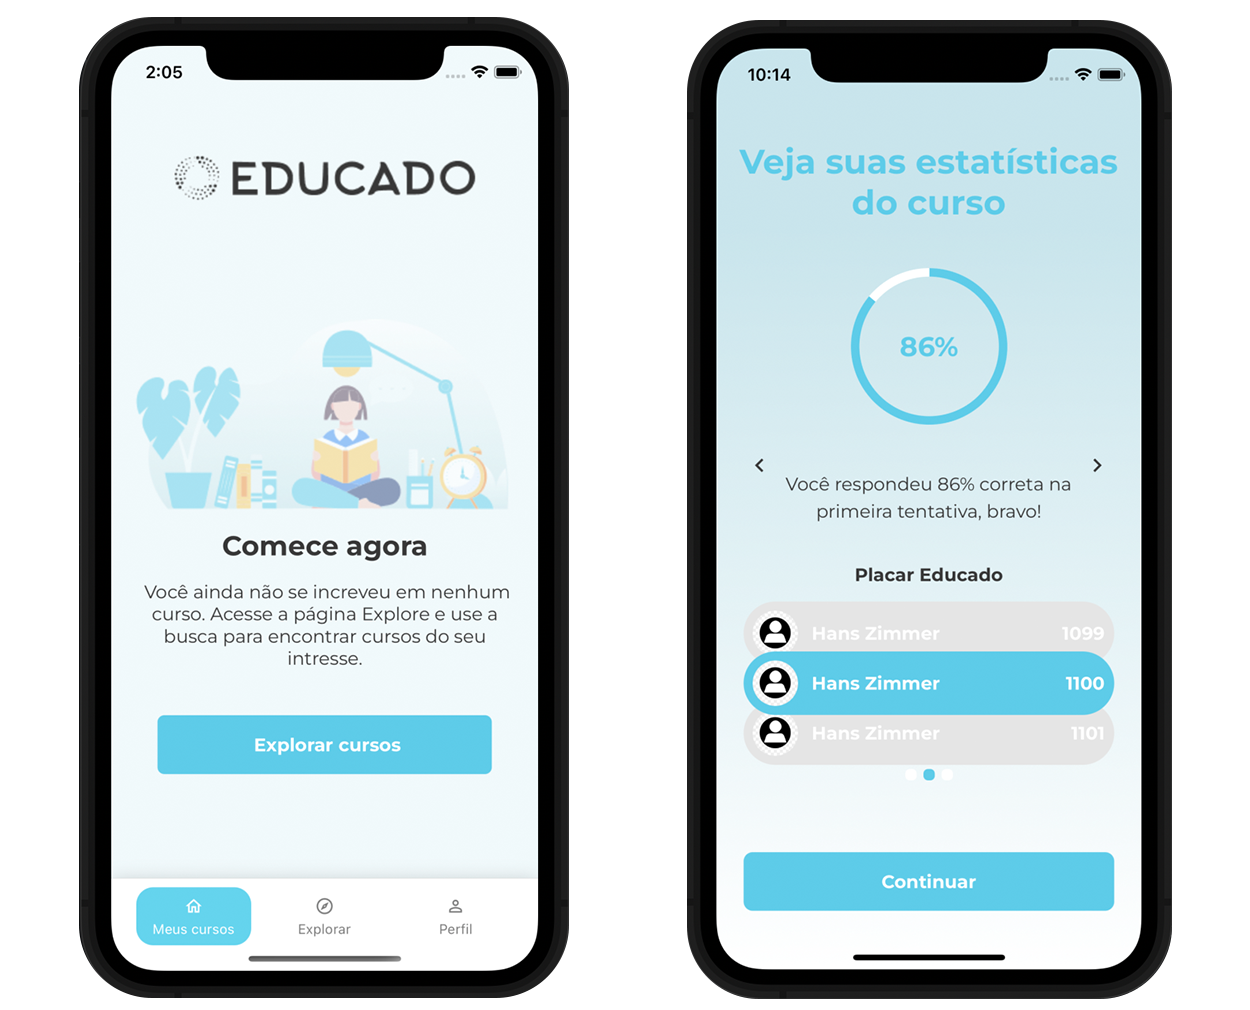 2:05
EDUCADO
Comece agora
Você ainda não se increveu em nenhum
curso. Acesse a página Explore e use a
busca para encontrar cursos do seu
intresse.
Explorar cursos
Meus cursos
Explorar
Perfil
10:14
Veja suas estatísticas
do curso
86%
Você respondeu 86% correta na
primeira tentativa, bravo!
Placar Educado
Hans Zimmer 1099
Hans Zimmer 1100
Hans Zimmer 1101
Continuar